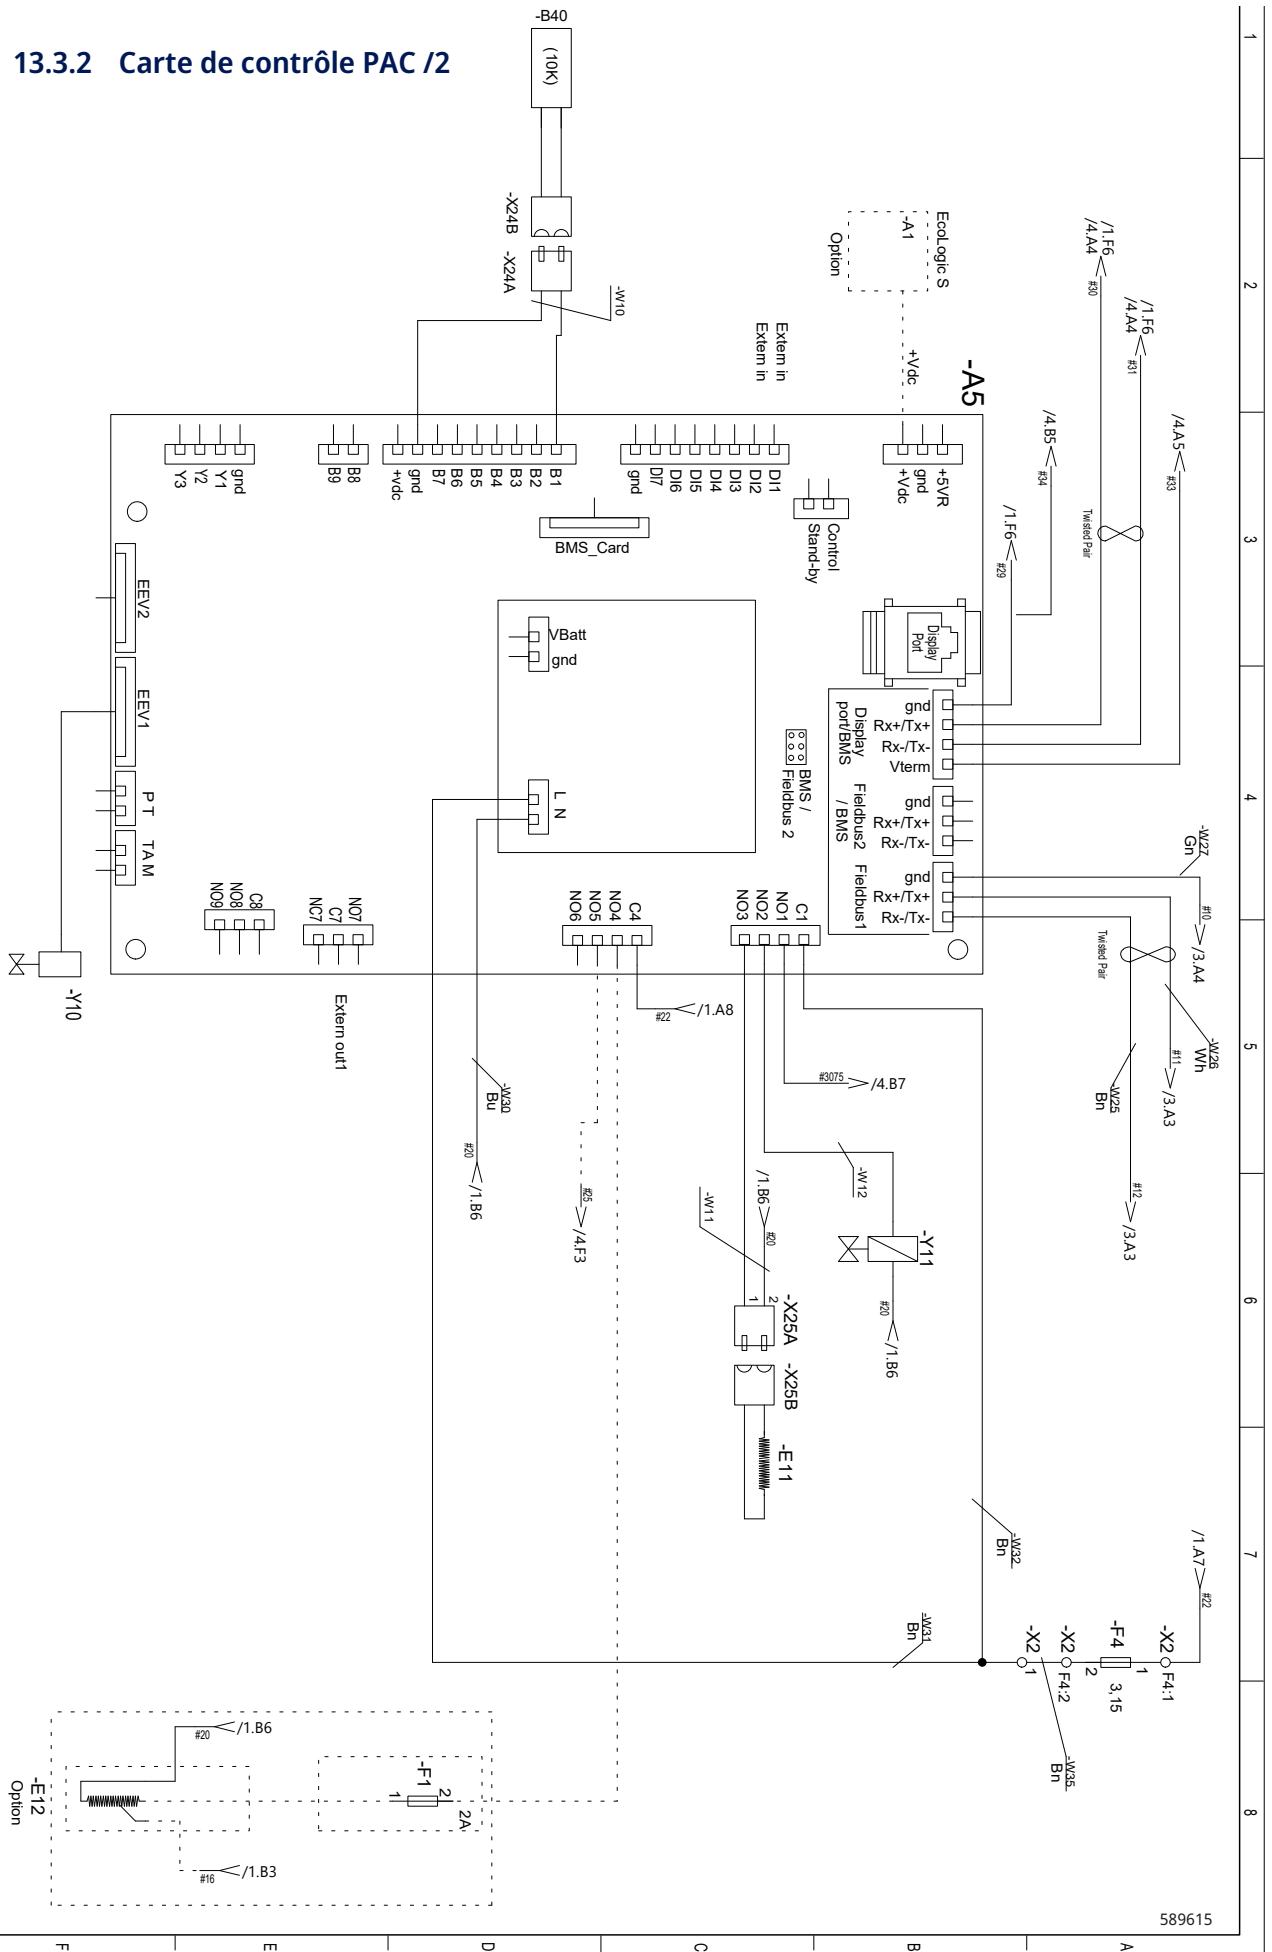 13.3.2 Carte de contrôle PAC /2
-B40
(10K)
-X24B
-X24A
-W10
EcoLogic S
-A1
Option
+Vdc
Extern in
Extern in
/1.F6
/4.A4
#30
/1.F6
/4.A4
#31
/4.A5
#33
/4.B5
#34
/1.F6
#29
Twisted Pair
-A5
Y3
Y2
Y1
gnd
B9
B8
+vdc
gnd
B7
B6
B5
B4
B3
B2
B1
gnd
DI7
DI6
DI5
DI4
DI3
DI2
DI1
+Vdc
gnd
+5VR
BMS_Card
Control
Stand-by
Display
Port
EEV2
EEV1
P T
TA M
VBatt
gnd
L N
BMS /
Fieldbus 2
Display
port/BMS
gnd
Rx+/Tx+
Rx-/Tx-
Vterm
Fieldbus2
/ BMS
gnd
Rx+/Tx+
Rx-/Tx-
Fieldbus1
gnd
Rx+/Tx+
Rx-/Tx-
NO9
NO8
C8
NC7
C7
NO7
NO6
NO5
NO4
C4
NO3
NO2
NO1
C1
-W27
Gn
#10
/3.A4
Twisted Pair
-W26
Wh
#11
/3.A3
-W25
Bn
#12
/3.A3
-Y10
Extern out1
#22
/1.A8
#3075
/4.B7
-W30
Bu
#20
/1.B6
#25
/4.F3
-W11
/1.B6
#20
-W12
-Y11
#20
/1.B6
1
2
-X25A
-X25B
-E11
-W32
Bn
-W31
Bn
/1.A7
#22
-X2
F4:1
-F4
1
2
3,15
-X2
F4:2
-X2
1
-W35
Bn
#20
/1.B6
-F1
1
2
2A
-E12
Option
#16
/1.B3
1
2
3
4
5
6
7
8
589615
F
E
D
C
B
A